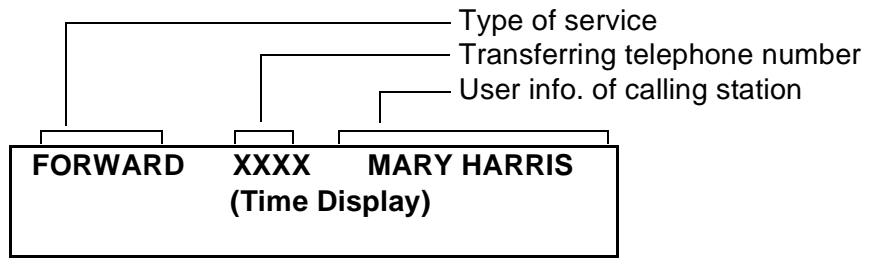 Type of service
Transferring telephone number
User info. of calling station
FORWARD XXXX MARY HARRIS
(Time Display)